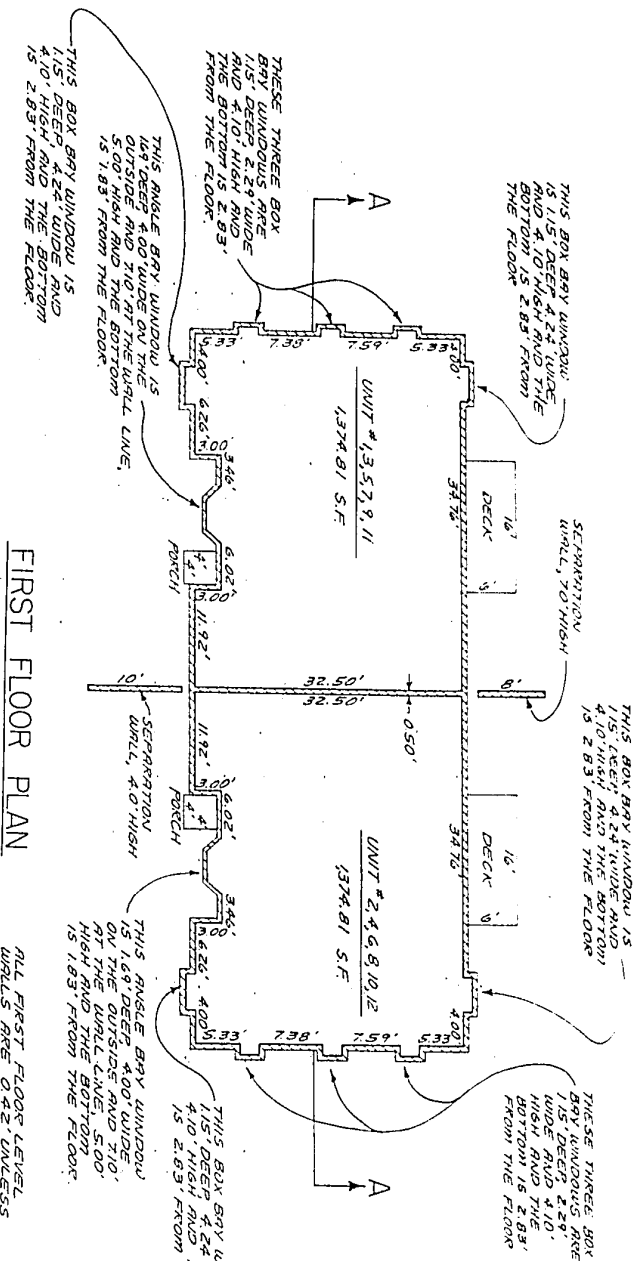 THIS BOX BAY WINDOW
IS 1.15' DEEP 4.24' WIDE
AND 4.10' HIGH AND THE
BOTTOM IS 2.83' FROM
THE FLOOR
SEPARATION
WALL, 7.0' HIGH
THIS BOX BAY WINDOW IS
1.15' DEEP, 4.24' WIDE AND
4.10' HIGH AND THE BOTTOM
IS 2.83' FROM THE FLOOR
THESE THREE BOX
BAY WINDOWS ARE
1.15' DEEP, 2.29'
WIDE AND 4.10'
HIGH AND THE
BOTTOM IS 2.83'
FROM THE FLOOR
THESE THREE BOX
BAY WINDOWS ARE
1.15' DEEP 2.29' WIDE
AND 4.10' HIGH AND
THE BOTTOM IS 2.83'
FROM THE FLOOR.
A
A
16'
DECK
6'
8'
16'
DECK
6'
4.00'
34.76'
34.76'
4.00'
5.33'
7.59'
7.38'
5.33'
UNIT # 1,3,5,7,9,11
1,374.81 S.F.
32.50'
32.50'
0.50'
UNIT # 2,4,6,8,10,12
1,374.81 S.F.
5.33'
7.59'
7.38'
5.33'
4.00'
6.26'
3.00'
3.46'
6.02'
4'
4'
PORCH
3.00'
11.92'
10'
11.92'
3.00'
6.02'
4'
4'
PORCH
3.46'
3.00'
6.26'
4.00'
SEPARATION
WALL, 4.0' HIGH
THIS ANGLE BAY WINDOW IS
1.69' DEEP 4.00' WIDE ON THE
OUTSIDE AND 7.10' AT THE WALL LINE,
5.00' HIGH AND THE BOTTOM
IS 1.83' FROM THE FLOOR.
THIS BOX BAY WINDOW IS
1.15' DEEP, 4.24' WIDE AND
4.10' HIGH AND THE BOTTOM
IS 2.83' FROM THE FLOOR.
THIS ANGLE BAY WINDOW
IS 1.69' DEEP, 4.00' WIDE
ON THE OUTSIDE AND 7.10'
AT THE WALL LINE, 5.00'
HIGH AND THE BOTTOM
IS 1.83' FROM THE FLOOR.
THIS BOX BAY W
1.15' DEEP, 4.24
4.10' HIGH AND
IS 2.83' FROM
FIRST FLOOR PLAN
ALL FIRST FLOOR LEVEL
WALLS ARE 0.42' UNLESS